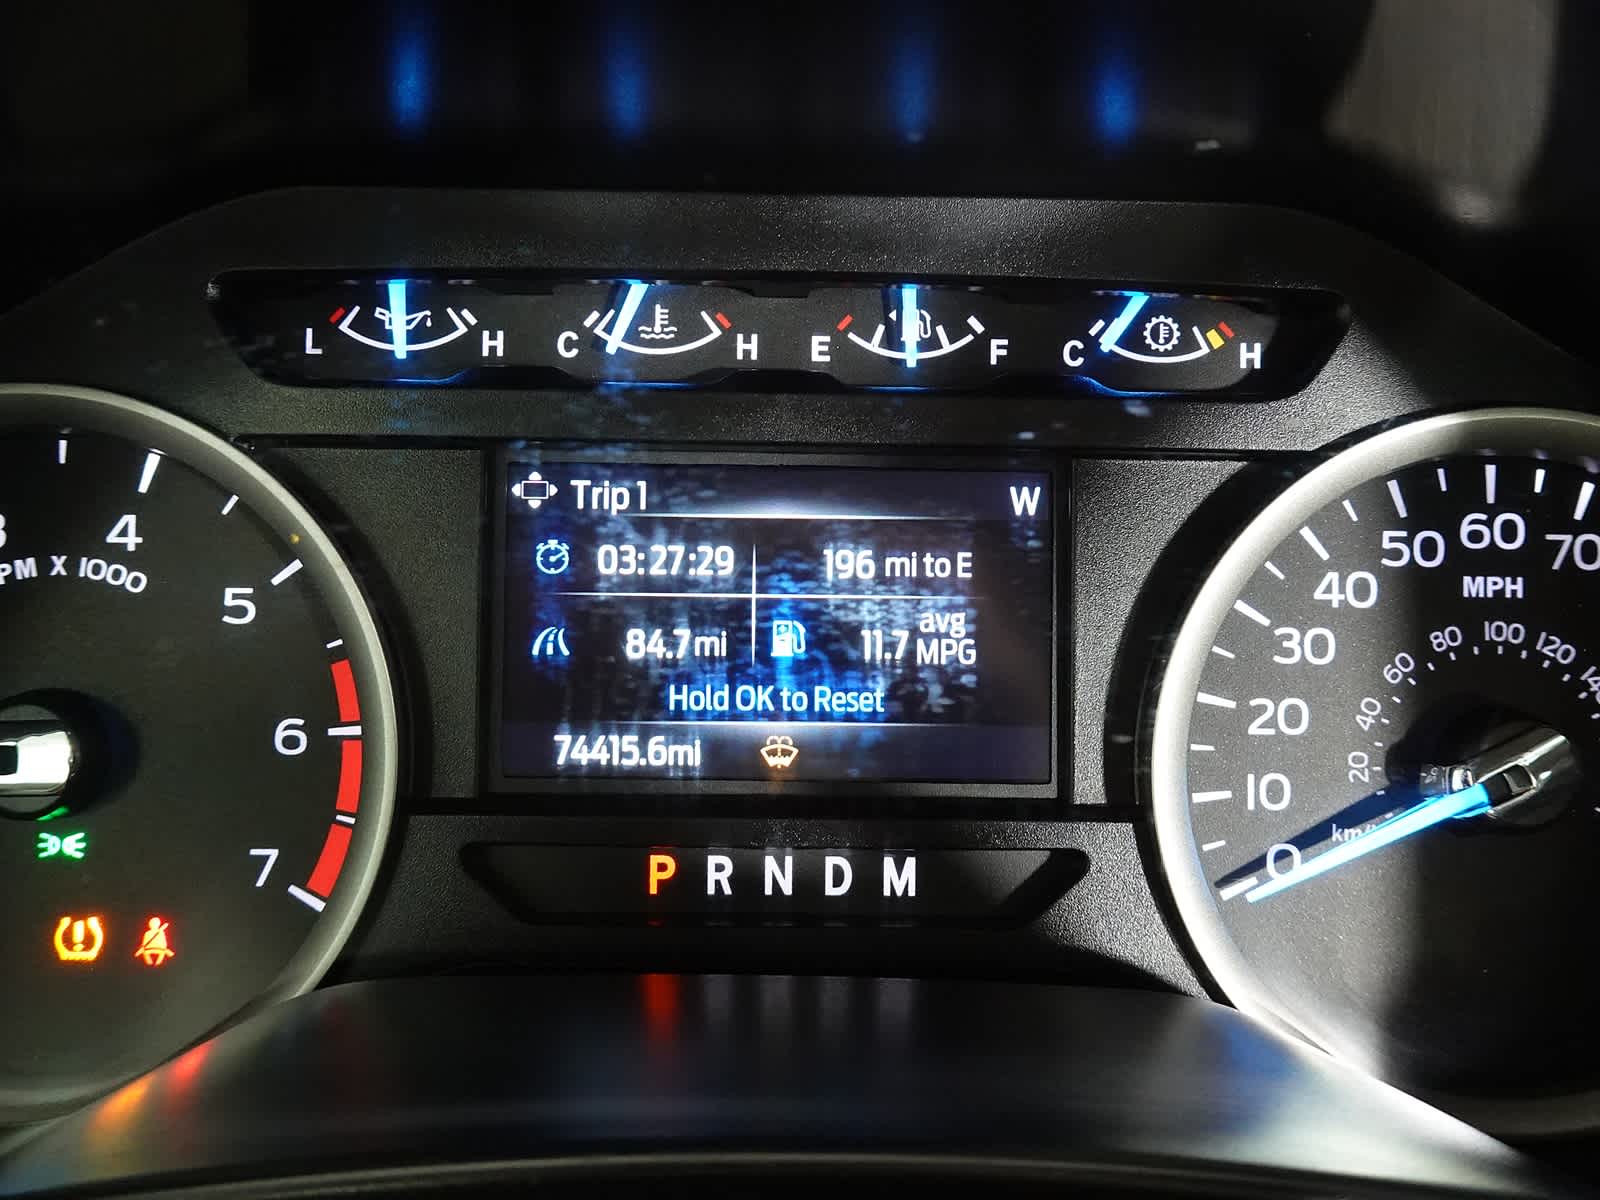 L H C H E F C H
Trip 1 W
03:27:29 196 mi to E
84.7 mi 11.7 avg MPG
Hold OK to Reset
74415.6mi
P R N D M
4 5 6 7
X 1000
0 10 20 30 40 50 60 70
MPH
20 40 60 80 100 120